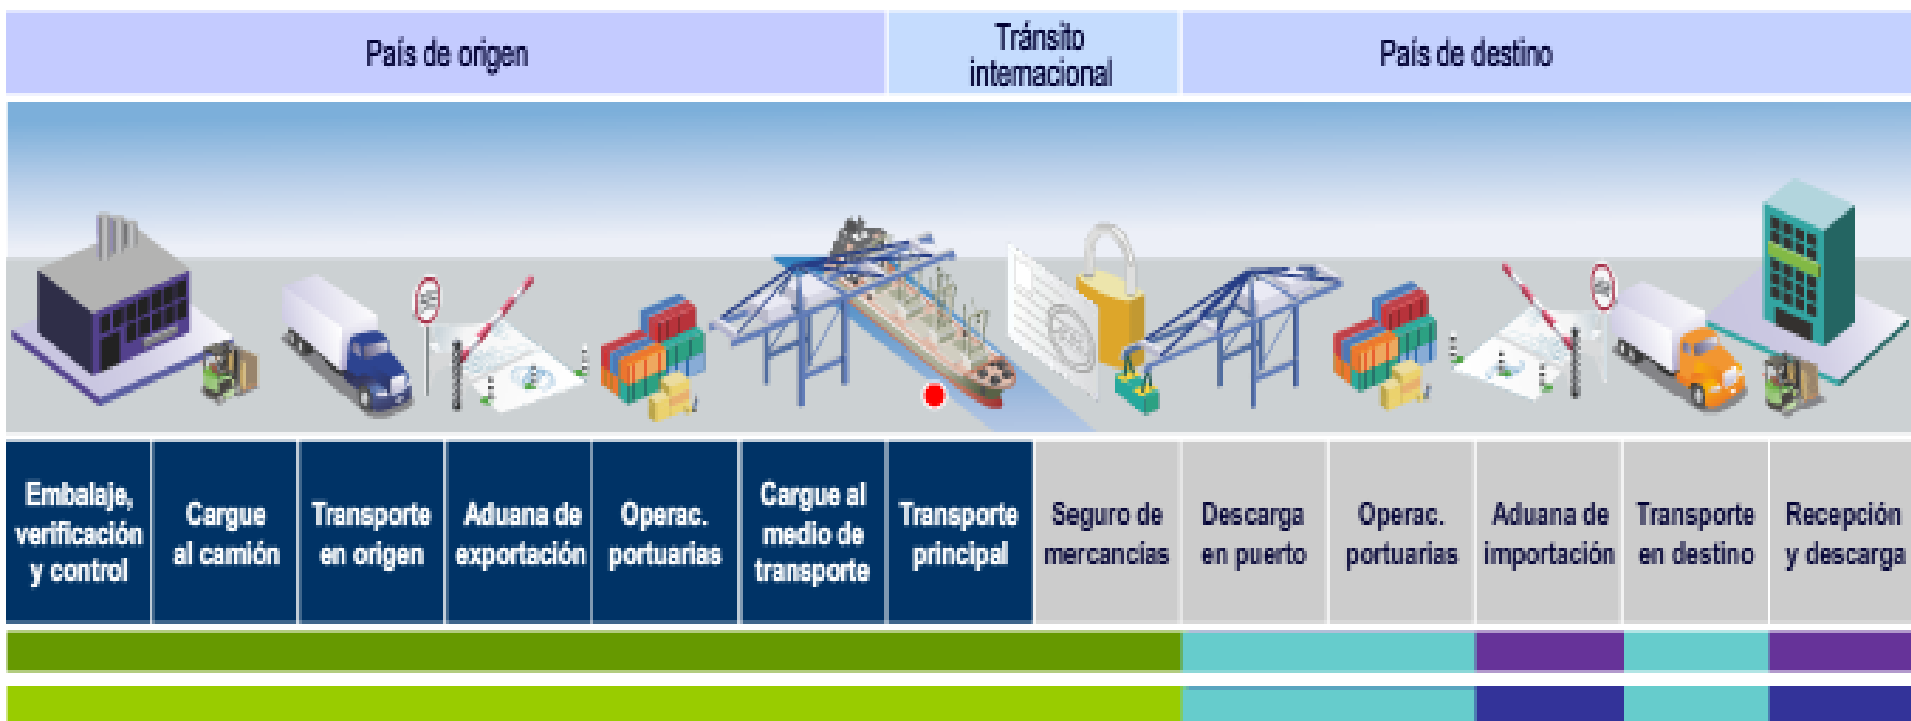 País de origen
Tránsito
internacional
País de destino
Embalaje,
verificación
y control
Cargue
al camión
Transporte
en origen
Aduana de
exportación
Operac.
portuarias
Cargue al
medio de
transporte
Transporte
principal
Seguro de
mercancías
Descarga
en puerto
Operac.
portuarias
Aduana de
importación
Transporte
en destino
Recepción
y descarga